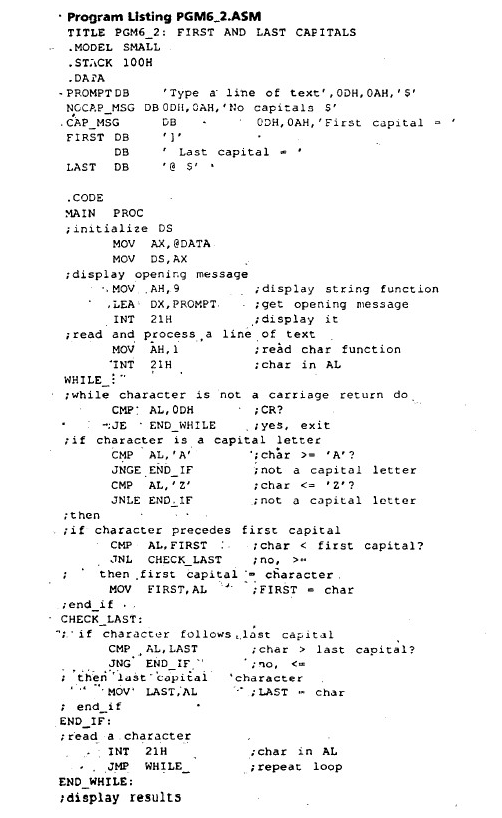 Program Listing PGM6_2.ASM
TITLE PGM6_2: FIRST AND LAST CAPITALS
.MODEL SMALL
.STACK 100H
.DATA
PROMPT DB 'Type a line of text',0DH,0AH,'$'
NOCAP_MSG DB 0DH,0AH,'No capitals $'
CAP_MSG DB 0DH,0AH,'First capital = '
FIRST DB ']'
DB ' Last capital = '
LAST DB '@ $'
.CODE
MAIN PROC
;initialize DS
MOV AX,@DATA
MOV DS,AX
;display opening message
MOV AH,9 ;display string function
LEA DX,PROMPT ;get opening message
INT 21H ;display it
;read and process a line of text
MOV AH,1 ;read char function
INT 21H ;char in AL
WHILE_:
;while character is not a carriage return do
CMP AL,0DH ;CR?
JE END_WHILE ;yes, exit
;if character is a capital letter
CMP AL,'A' ;char >= 'A'?
JNGE END_IF ;not a capital letter
CMP AL,'Z' ;char <= 'Z'?
JNLE END_IF ;not a capital letter
;then
;if character precedes first capital
CMP AL,FIRST ;char < first capital?
JNL CHECK_LAST ;no, >=
; then first capital = character
MOV FIRST,AL ;FIRST = char
;end_if
CHECK_LAST:
; if character follows last capital
CMP AL,LAST ;char > last capital?
JNG END_IF ;no, <=
; then last capital character
MOV LAST,AL ;LAST = char
; end_if
END_IF:
;read a character
INT 21H ;char in AL
JMP WHILE_ ;repeat loop
END_WHILE:
;display results